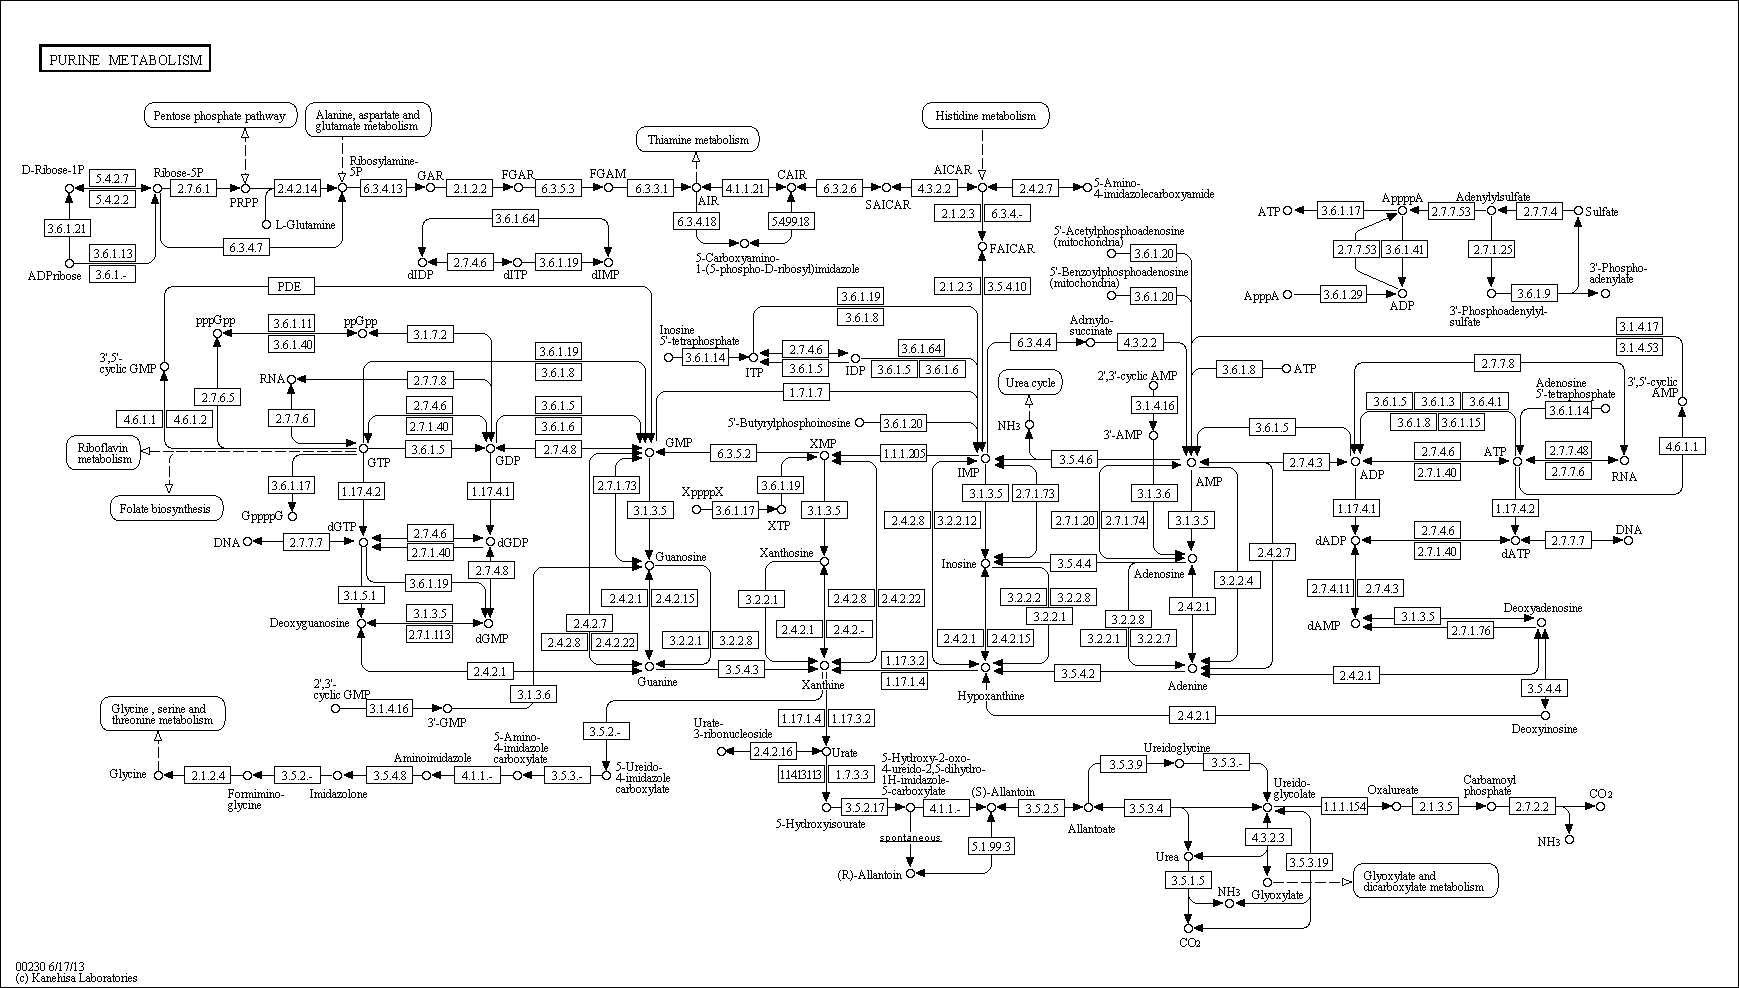 PURINE METABOLISM
Pentose phosphate pathway
Alanine, aspartate and
glutamate metabolism
Thiamine metabolism
Histidine metabolism
D-Ribose-1P
5.4.2.7
5.4.2.2
Ribose-5P
2.7.6.1
PRPP
2.4.2.14
Ribosylamine-
5P
6.3.4.13
GAR
2.1.2.2
FGAR
6.3.5.3
FGAM
6.3.3.1
AIR
4.1.1.21
CAIR
6.3.2.6
SAICAR
4.3.2.2
AICAR
2.4.2.7
5-Amino-
4-imidazolecarboxyamide
3.6.1.21
L-Glutamine
6.3.4.7
3.6.1.13
3.6.1.-
ADPribose
3.6.1.64
dIDP
2.7.4.6
dITP
3.6.1.19
dIMP
6.3.4.18
5.4.99.18
5-Carboxyamino-
1-(5-phospho-D-ribosyl)imidazole
2.1.2.3
6.3.4.-
FAICAR
2.1.2.3
3.5.4.10
5'-Acetylphosphoadenosine
(mitochondria)
3.6.1.20
5'-Benzoylphosphoadenosine
(mitochondria)
3.6.1.20
ATP
3.6.1.17
AppppA
2.7.7.53
Adenylylsulfate
2.7.7.4
Sulfate
2.7.7.53
3.6.1.41
2.7.1.25
ApppA
3.6.1.29
ADP
3.6.1.9
3'-Phospho-
adenylate
3'-Phosphoadenylyl-
sulfate
PDE
pppGpp
3.6.1.11
3.6.1.40
ppGpp
3.1.7.2
3',5'-
cyclic GMP
RNA
2.7.7.8
2.7.6.5
4.6.1.1
4.6.1.2
2.7.7.6
2.7.4.6
2.7.1.40
3.6.1.19
3.6.1.8
3.6.1.5
3.6.1.6
Riboflavin
metabolism
Folate biosynthesis
GTP
3.6.1.5
GDP
2.7.4.8
GMP
3.6.1.17
GppppG
1.17.4.2
1.17.4.1
DNA
2.7.7.7
dGTP
2.7.4.6
2.7.1.40
dGDP
3.6.1.19
2.7.4.8
3.1.5.1
Deoxyguanosine
3.1.3.5
2.7.1.113
dGMP
2.4.2.1
2',3'-
cyclic GMP
3.1.4.16
3'-GMP
3.1.3.6
Inosine
5'-tetraphosphate
3.6.1.14
ITP
3.6.1.19
3.6.1.8
2.7.4.6
3.6.1.5
IDP
3.6.1.64
3.6.1.5
3.6.1.6
1.7.1.7
5'-Butyrylphosphoinosine
3.6.1.20
6.3.5.2
XMP
1.1.1.205
IMP
2.7.1.73
3.1.3.5
XppppX
3.6.1.17
3.6.1.19
XTP
3.1.3.5
Guanosine
Xanthosine
2.4.2.1
2.4.2.15
2.4.2.7
2.4.2.8
2.4.2.22
3.2.2.1
3.2.2.8
Guanine
3.5.4.3
3.2.2.1
2.4.2.8
2.4.2.22
2.4.2.1
2.4.2.-
Xanthine
1.17.3.2
1.17.1.4
Adrnylo-
succinate
6.3.4.4
4.3.2.2
Urea cycle
NH3
3.5.4.6
2',3'-cyclic AMP
3.1.4.16
3'-AMP
3.1.3.6
AMP
3.1.3.5
2.7.1.73
2.4.2.8
3.2.2.12
2.7.1.20
2.7.1.74
3.1.3.5
Inosine
3.5.4.4
Adenosine
3.2.2.2
3.2.2.8
3.2.2.1
2.4.2.1
2.4.2.15
3.2.2.8
3.2.2.1
3.2.2.7
2.4.2.1
3.2.2.4
2.4.2.7
Hypoxanthine
3.5.4.2
Adenine
2.4.2.1
2.4.2.1
3.6.1.8
ATP
3.1.4.17
3.1.4.53
2.7.7.8
3',5'-cyclic
AMP
Adenosine
5'-tetraphosphate
3.6.1.14
3.6.1.5
3.6.1.3
3.6.4.1
3.6.1.8
3.6.1.15
3.6.1.5
2.7.4.3
ADP
2.7.4.6
2.7.1.40
ATP
2.7.7.48
2.7.7.6
RNA
4.6.1.1
1.17.4.1
1.17.4.2
dADP
2.7.4.6
2.7.1.40
dATP
2.7.7.7
DNA
2.7.4.11
2.7.4.3
dAMP
3.1.3.5
2.7.1.76
Deoxyadenosine
3.5.4.4
Deoxyinosine
Glycine , serine and
threonine metabolism
Glycine
2.1.2.4
Formimino-
glycine
3.5.2.-
Imidazolone
3.5.4.8
Aminoimidazole
4.1.1.-
5-Amino-
4-imidazole
carboxylate
3.5.3.-
5-Ureido-
4-imidazole
carboxylate
3.5.2.-
1.17.1.4
1.17.3.2
Urate-
3-ribonucleoside
2.4.2.16
Urate
1.14.13.113
1.7.3.3
5-Hydroxyisourate
3.5.2.17
5-Hydroxy-2-oxo-
4-ureido-2,5-dihydro-
1H-imidazole-
5-carboxylate
4.1.1.-
(S)-Allantoin
spontaneous
5.1.99.3
(R)-Allantoin
3.5.2.5
Allantoate
3.5.3.9
Ureidoglycine
3.5.3.-
3.5.3.4
Ureido-
glycolate
1.1.1.154
Oxalureate
2.1.3.5
Carbamoyl
phosphate
2.7.2.2
CO2
NH3
Urea
4.3.2.3
3.5.3.19
3.5.1.5
NH3
Glyoxylate
Glyoxylate and
dicarboxylate metabolism
CO2
00230 6/17/13
(c) Kanehisa Laboratories